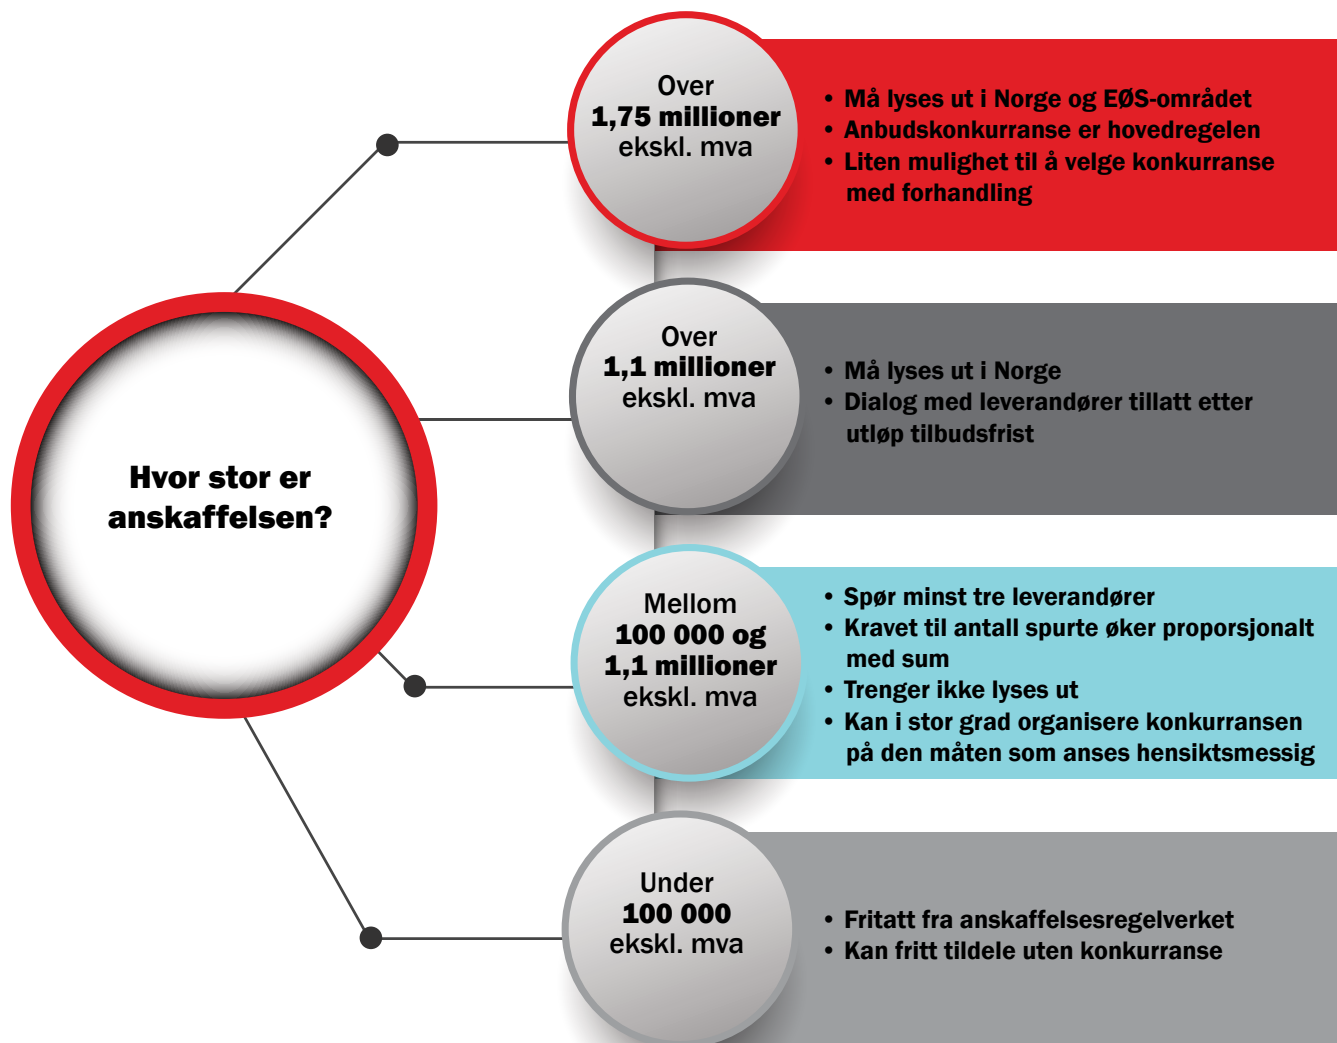 Hvor stor er
anskaffelsen?
Over
1,75 millioner
ekskl. mva
• Må lyses ut i Norge og EØS-området
• Anbudskonkurranse er hovedregelen
• Liten mulighet til å velge konkurranse
med forhandling
Over
1,1 millioner
ekskl. mva
• Må lyses ut i Norge
• Dialog med leverandører tillatt etter
utløp tilbudsfrist
Mellom
100 000 og
1,1 millioner
ekskl. mva
• Spør minst tre leverandører
• Kravet til antall spurte øker proporsjonalt
med sum
• Trenger ikke lyses ut
• Kan i stor grad organisere konkurransen
på den måten som anses hensiktsmessig
Under
100 000
ekskl. mva
• Fritatt fra anskaffelsesregelverket
• Kan fritt tildele uten konkurranse